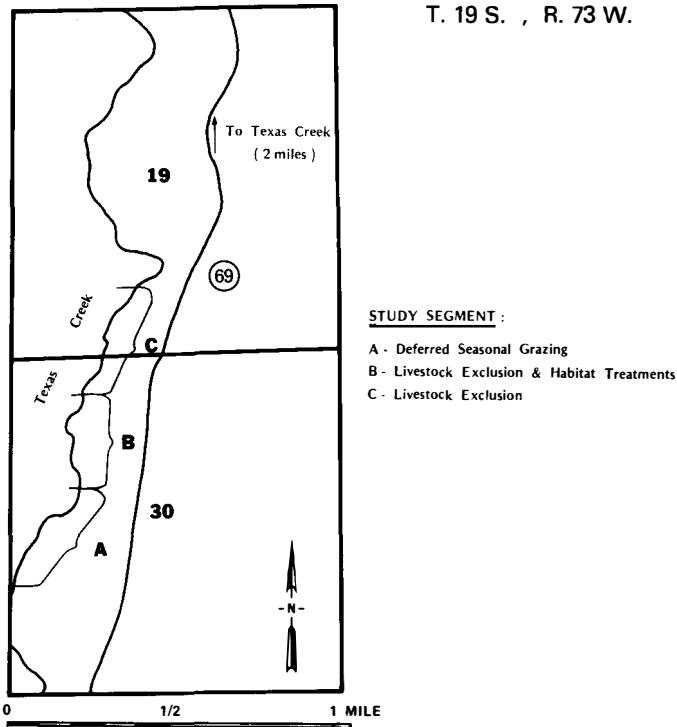 T. 19 S. , R. 73 W.
To Texas Creek
( 2 miles )
19
69
Creek
STUDY SEGMENT :
A - Deferred Seasonal Grazing
B - Livestock Exclusion & Habitat Treatments
C - Livestock Exclusion
C
Texas
B
30
A
- N -
0 1/2 1 MILE